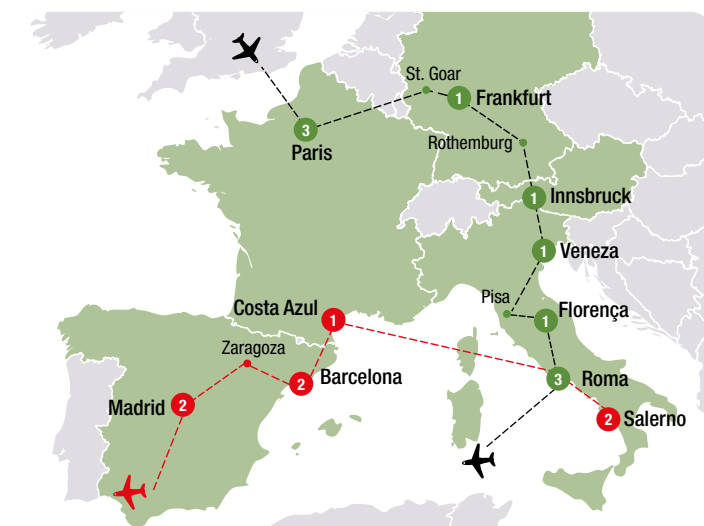 St. Goar
1 Frankfurt
3
Paris
Rothemburg
1 Innsbruck
1 Veneza
Pisa
Florença
1
Costa Azul 1
Zaragoza
3 Roma
2 Barcelona
Madrid 2
2 Salerno